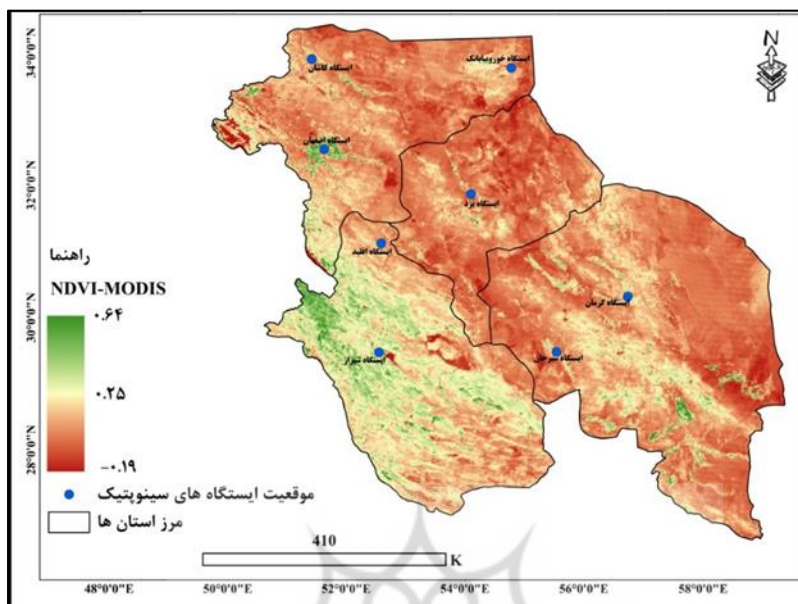 34°0'0"N
32°0'0"N
30°0'0"N
28°0'0"N
N
ایستگاه کاشان
ایستگاه خوروبیابانک
ایستگاه اصفهان
ایستگاه یزد
ایستگاه اقلید
ایستگاه کرمان
ایستگاه سیرجان
ایستگاه شیراز
راهنما
NDVI-MODIS
۰.۶۴
۰.۲۵
-۰.۱۹
موقعیت ایستگاه های سینوپتیک
مرز استان ها
410
K
48°0'0"E
50°0'0"E
52°0'0"E
54°0'0"E
56°0'0"E
58°0'0"E